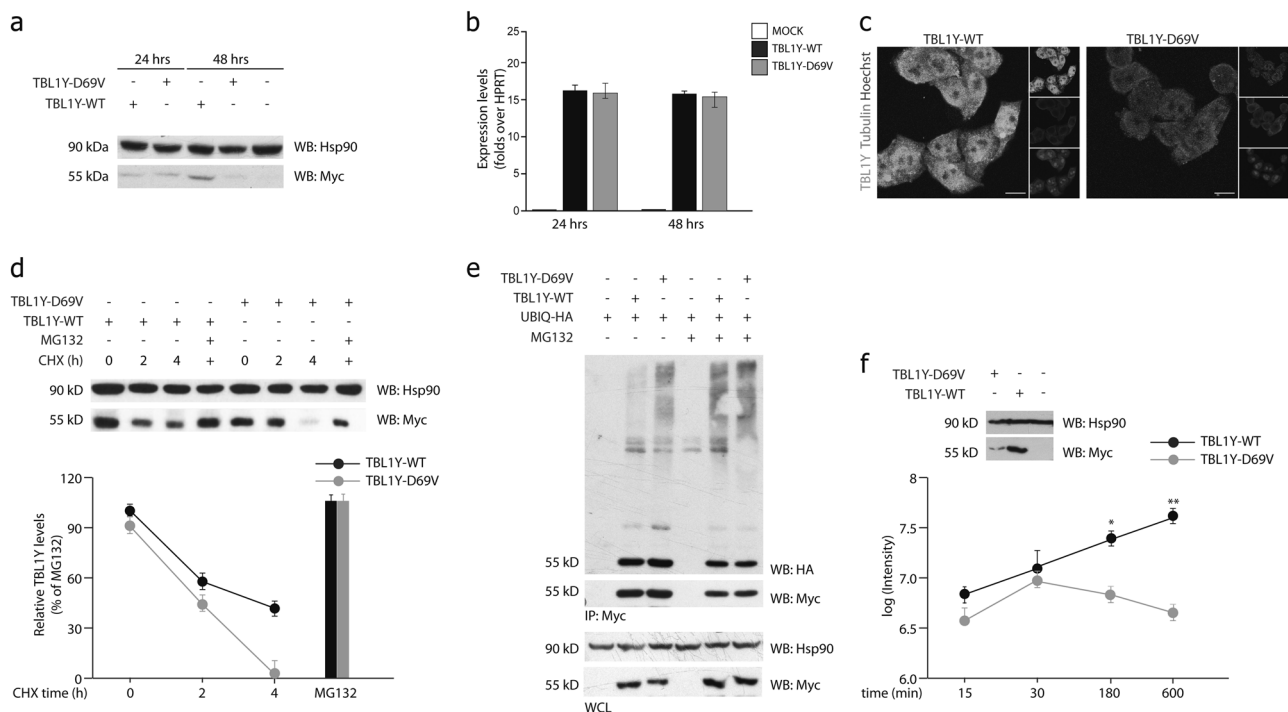 a
24 hrs 48 hrs
TBL1Y-D69V - + - + -
TBL1Y-WT + - + - -
90 kDa WB: Hsp90
55 kDa WB: Myc
b
Expression levels
(folds over HPRT)
25
20
15
10
5
0
24 hrs 48 hrs
MOCK
TBL1Y-WT
TBL1Y-D69V
c
TBL1Y-WT TBL1Y-D69V
TBL1Y Tubulin Hoechst
d
TBL1Y-D69V - - - - + + + +
TBL1Y-WT + + + + - - - -
MG132 - - - + - - - +
CHX (h) 0 2 4 + 0 2 4 +
90 kD WB: Hsp90
55 kD WB: Myc
TBL1Y-WT
TBL1Y-D69V
Relative TBL1Y levels
(% of MG132)
120
90
60
30
0
CHX time (h) 0 2 4 MG132
e
TBL1Y-D69V - - + - - +
TBL1Y-WT - + - - + -
UBIQ-HA + + + + + +
MG132 - - - + + +
55 kD WB: HA
55 kD WB: Myc
IP: Myc
90 kD WB: Hsp90
55 kD WB: Myc
WCL
f
TBL1Y-D69V + - -
TBL1Y-WT - + -
90 kD WB: Hsp90
55 kD WB: Myc
TBL1Y-WT
TBL1Y-D69V
log (Intensity)
8.0
7.5
7.0
6.5
6.0
* **
time (min) 15 30 180 600